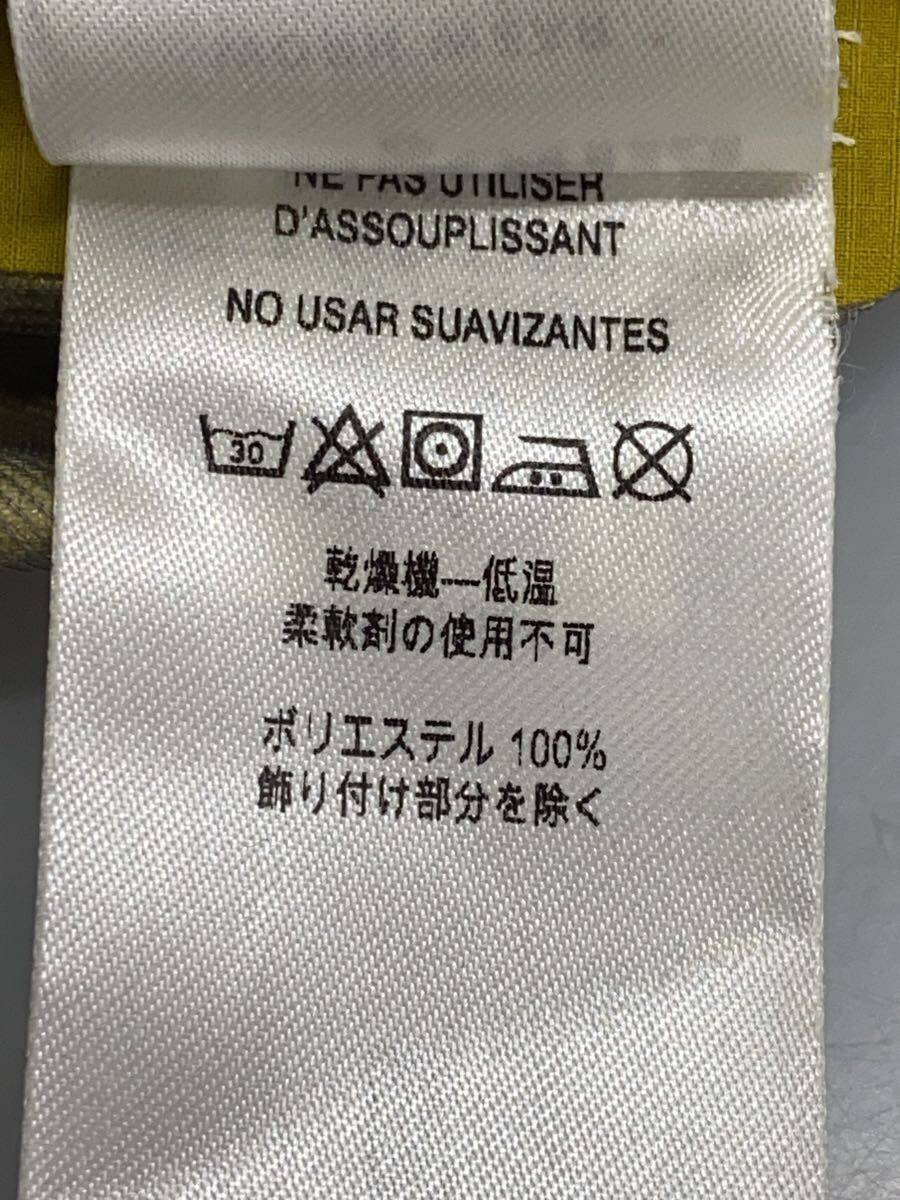 NE PAS UTILISER
D'ASSOUPLISSANT
NO USAR SUAVIZANTES
30
乾燥機—低温
柔軟剤の使用不可
ポリエステル 100%
飾り付け部分を除く